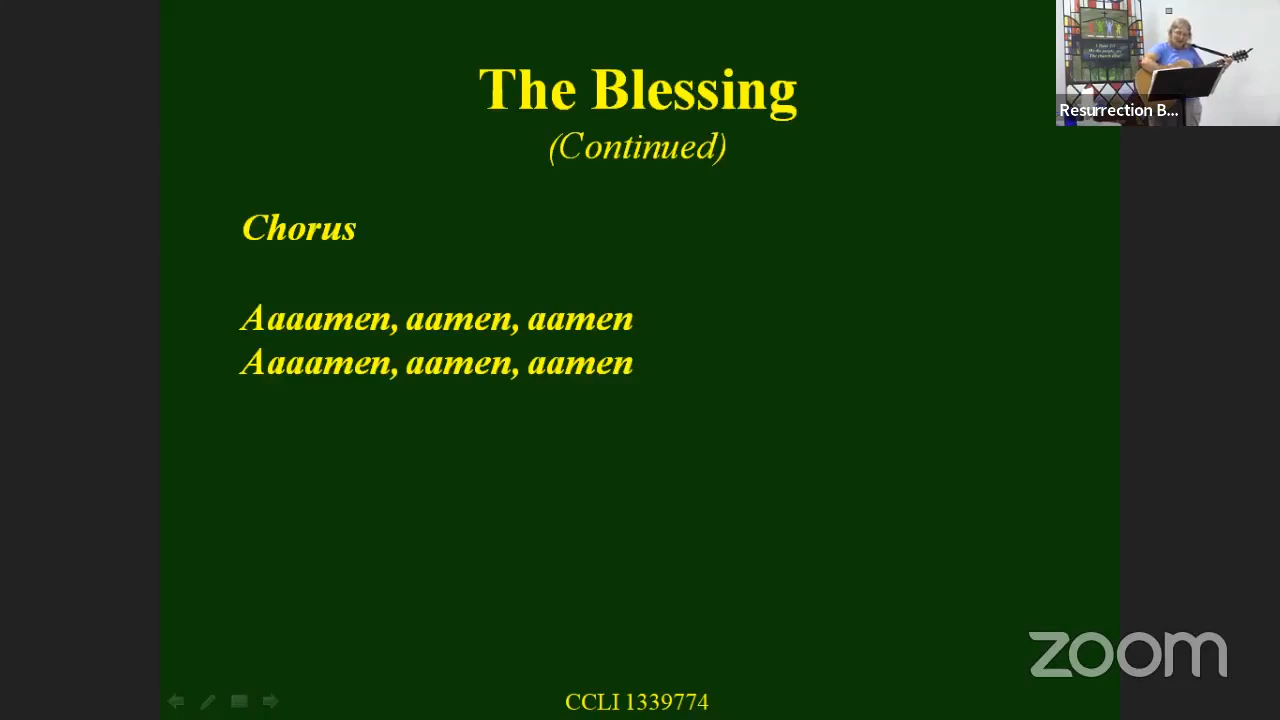 The Blessing
(Continued)
Chorus
Aaaamen, aamen, aamen
Aaaamen, aamen, aamen
CCLI 1339774
Resurrection B...
zoom